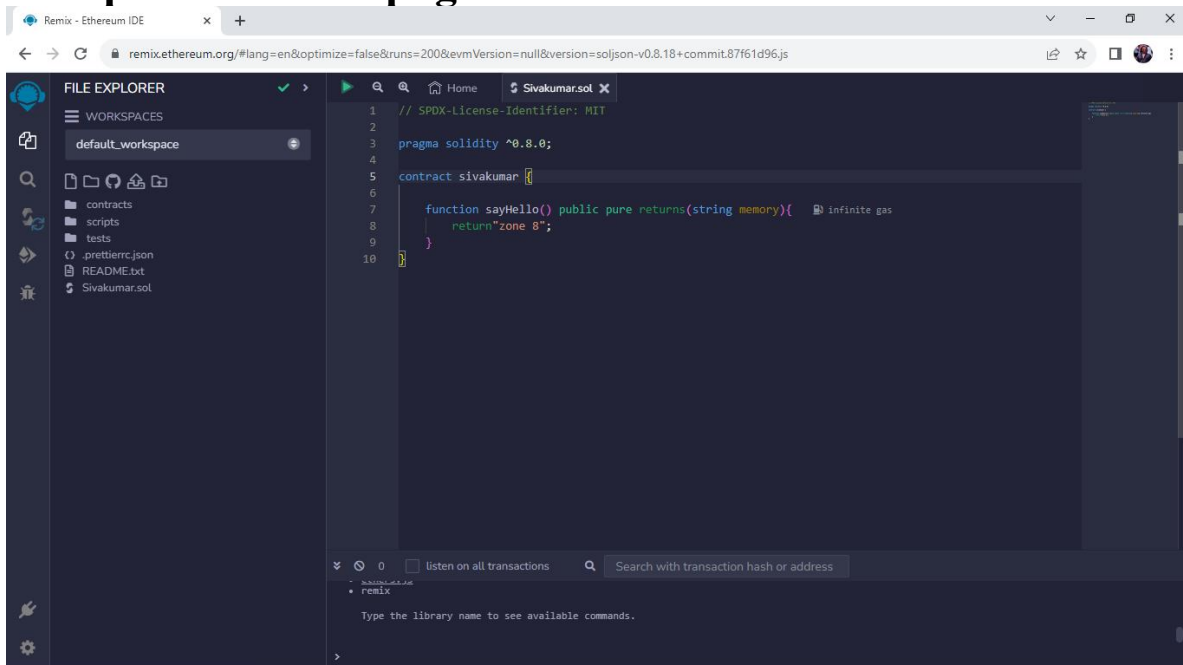 Remix - Ethereum IDE
remix.ethereum.org/#lang=en&optimize=false&runs=200&evmVersion=null&version=soljson-v0.8.18+commit.87f61d96.js
FILE EXPLORER
WORKSPACES
default_workspace
contracts
scripts
tests
.prettierrc.json
README.txt
Sivakumar.sol
Home
Sivakumar.sol
1 // SPDX-License-Identifier: MIT
2
3 pragma solidity ^0.8.0;
4
5 contract sivakumar {
6
7 function sayHello() public pure returns(string memory){ infinite gas
8 return"zone 8";
9 }
10 }
0 listen on all transactions Search with transaction hash or address
• remix
Type the library name to see available commands.
>